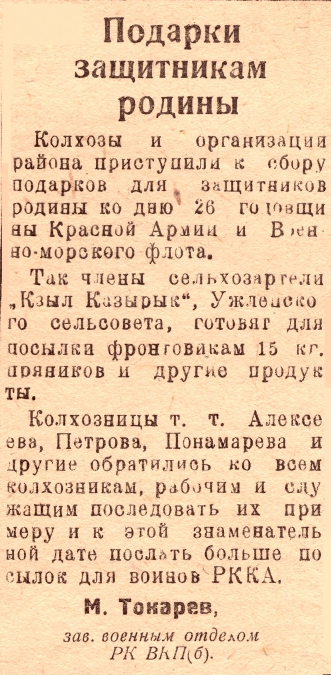 Подарки
защитникам
родины
Колхозы и организаций
района приступили к сбору
подарков для защитников
родины ко дню 26 годовщи
ны Красной Армии и Воен
но-морского флота.
Так члены сельхозартели
„Кзыл Казырык“, Ужлейско
го сельсовета, готовят для
посылки фронтовикам 15 кг.
пряников и другие продук
ты.
Колхозницы т. т. Алексе
ева, Петрова, Понамарева и
другие обратились ко всем
колхозникам, рабочим и слу
жащим последовать их при
меру и к этой знаменатель
ной дате послать больше по
сылок для воинов РККА.
М. Токарев,
зав. военным отделом
РК ВКП(б).